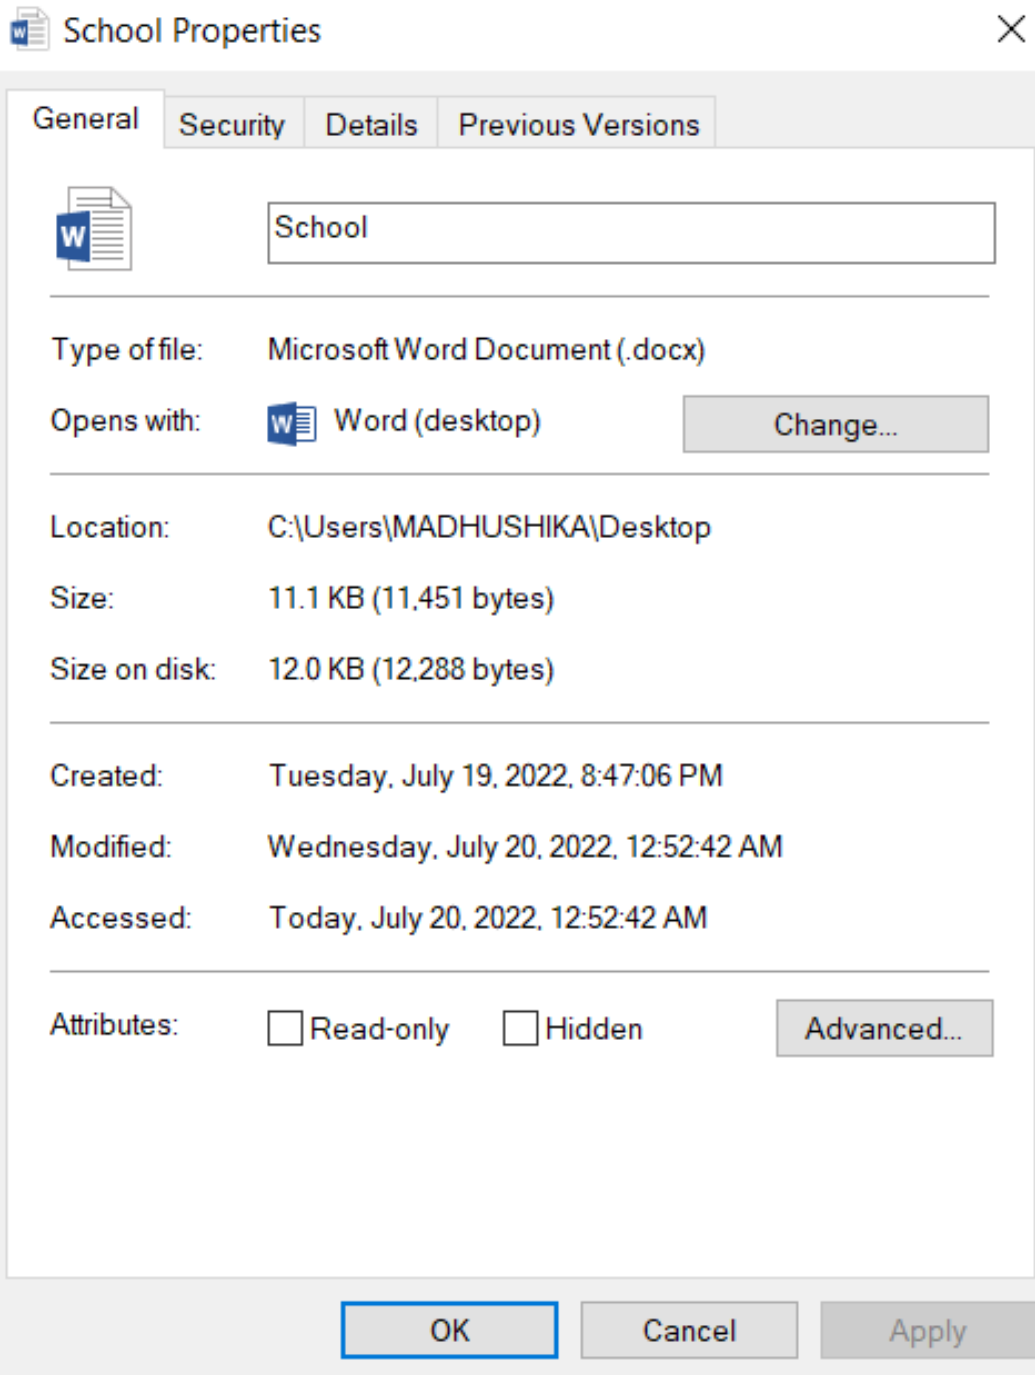 School Properties
General Security Details Previous Versions
W School
Type of file: Microsoft Word Document (.docx)
Opens with: W Word (desktop) Change...
Location: C:\Users\MADHUSHIKA\Desktop
Size: 11.1 KB (11,451 bytes)
Size on disk: 12.0 KB (12,288 bytes)
Created: Tuesday, July 19, 2022, 8:47:06 PM
Modified: Wednesday, July 20, 2022, 12:52:42 AM
Accessed: Today, July 20, 2022, 12:52:42 AM
Attributes: Read-only Hidden Advanced...
OK Cancel Apply